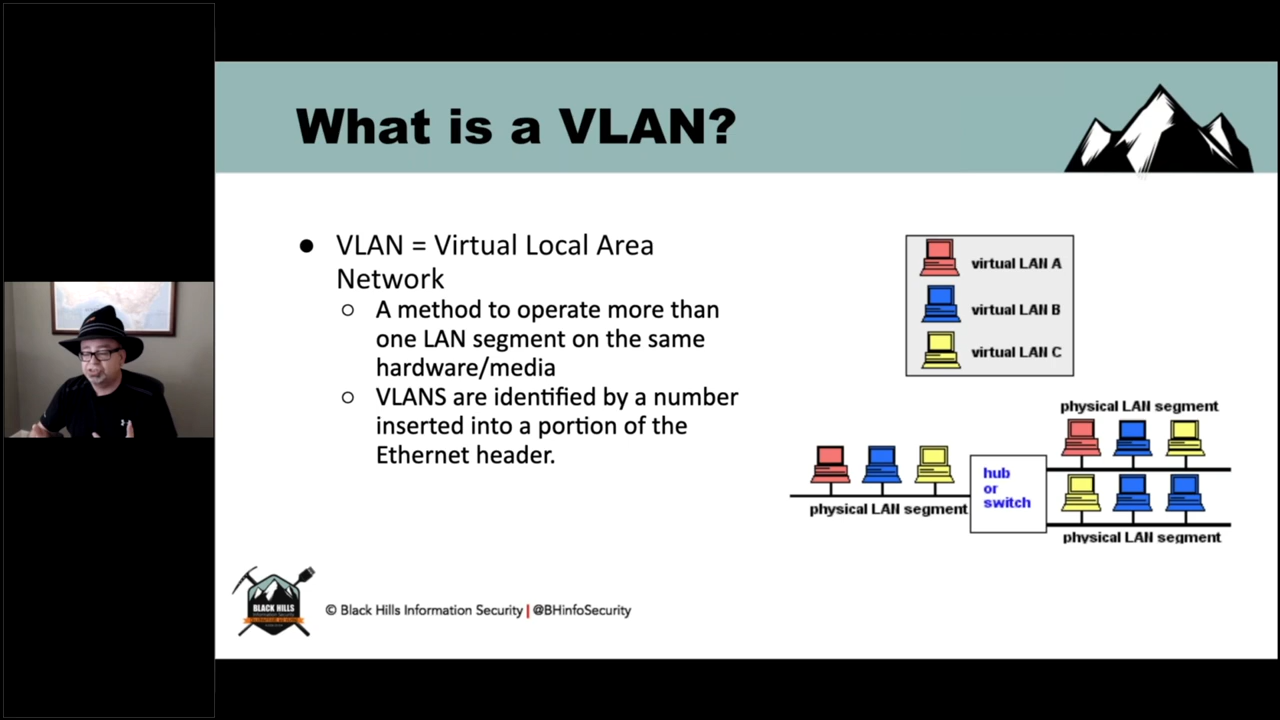 What is a VLAN?
● VLAN = Virtual Local Area
Network
○ A method to operate more than
one LAN segment on the same
hardware/media
○ VLANS are identified by a number
inserted into a portion of the
Ethernet header.
virtual LAN A
virtual LAN B
virtual LAN C
physical LAN segment
hub
or
switch
physical LAN segment
physical LAN segment
BLACK HILLS
Information Security
© Black Hills Information Security | @BHinfoSecurity